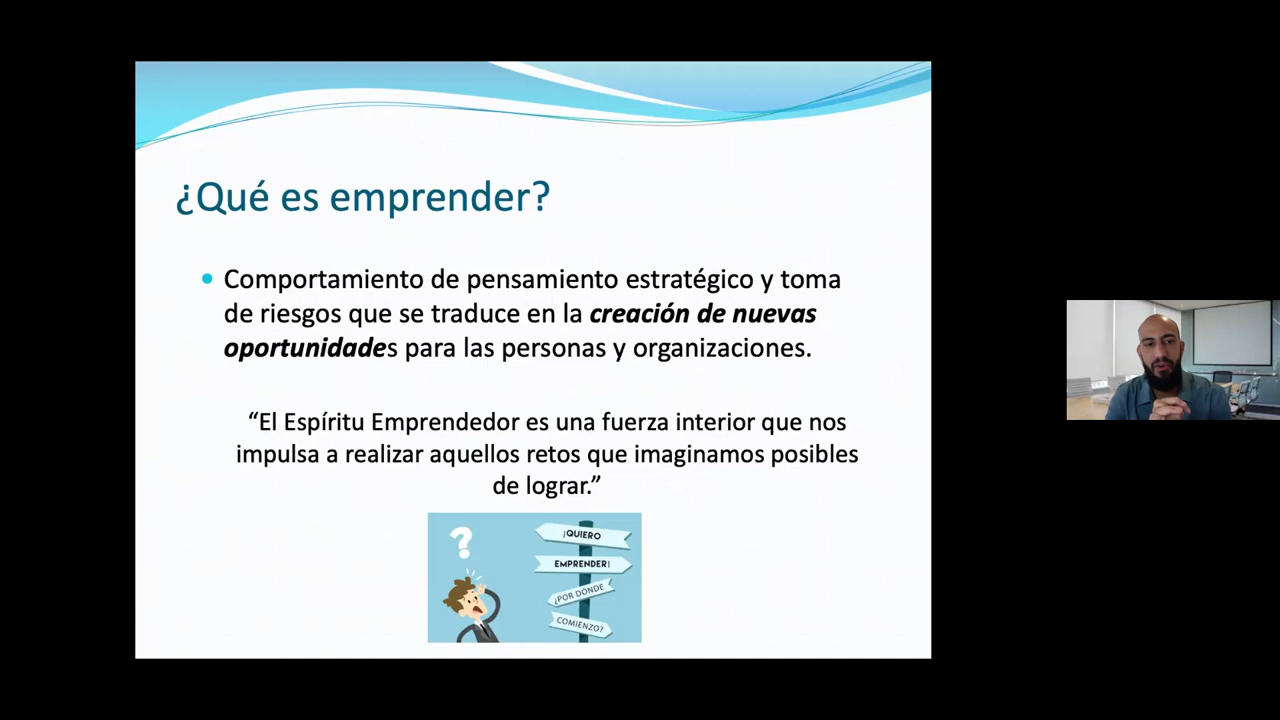 ¿Qué es emprender?
• Comportamiento de pensamiento estratégico y toma
de riesgos que se traduce en la creación de nuevas
oportunidades para las personas y organizaciones.
“El Espíritu Emprendedor es una fuerza interior que nos
impulsa a realizar aquellos retos que imaginamos posibles
de lograr.”
?
¡QUIERO
EMPRENDER!
¿POR DONDE
COMIENZO?